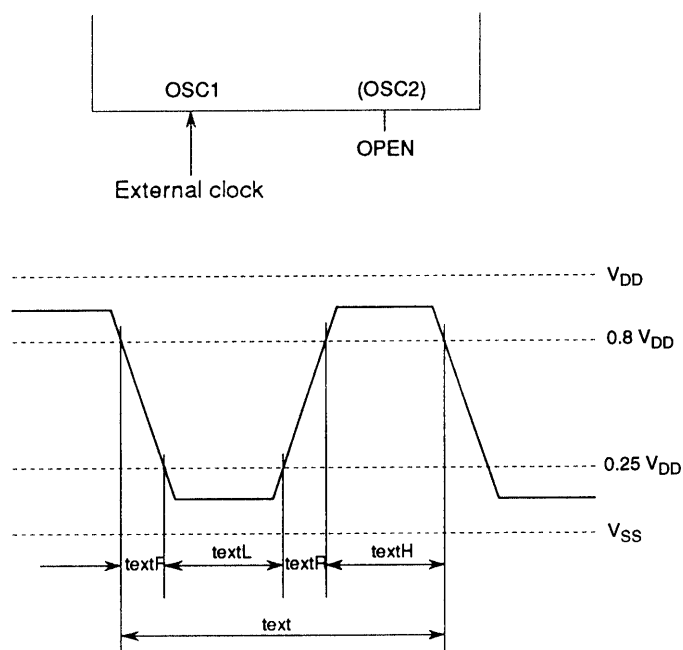 OSC1 (OSC2)
OPEN
External clock
VDD
0.8 VDD
0.25 VDD
VSS
textF textL textR textH
text